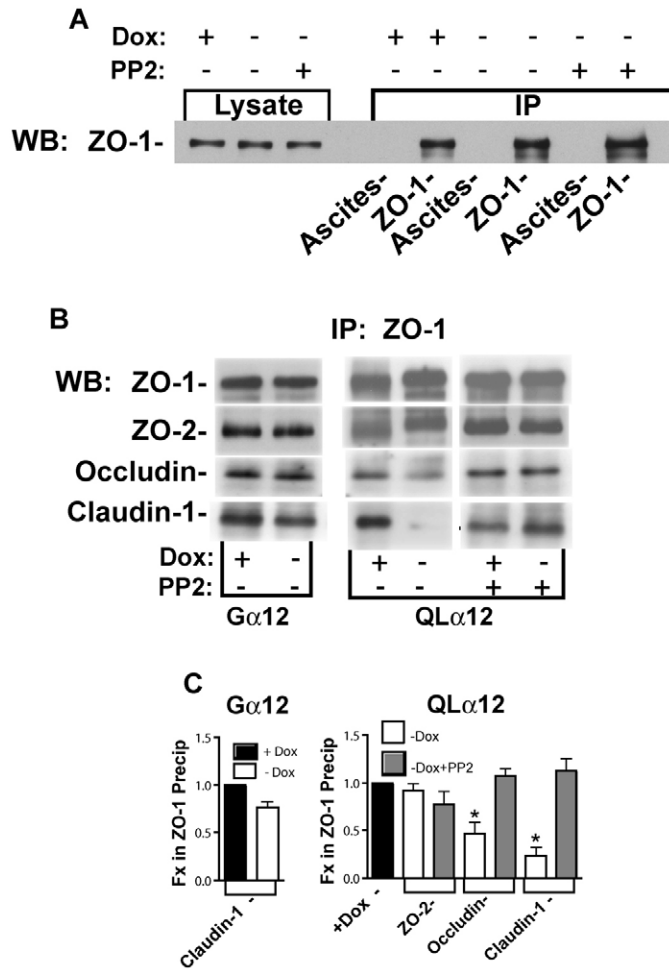 A
Dox: + - - + + - - - -
PP2: - - + - - - - + +
Lysate IP
WB: ZO-1-
Ascites- ZO-1- Ascites- ZO-1- Ascites- ZO-1-
B
IP: ZO-1
WB: ZO-1-
ZO-2-
Occludin-
Claudin-1-
Dox: + - + - + -
PP2: - - - - + +
Gα12 QLα12
C
Gα12 QLα12
Fx in ZO-1 Precip
1.5
1.0
0.5
0.0
+ Dox
- Dox
Claudin-1 -
Fx in ZO-1 Precip
1.5
1.0
0.5
0.0
-Dox
-Dox+PP2
* *
+Dox - ZO-2- Occludin- Claudin-1 -